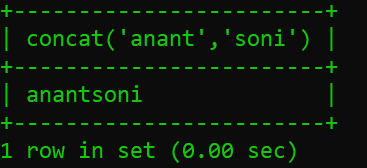 +-----------------------+
| concat('anant','soni') |
+-----------------------+
| anantsoni              |
+-----------------------+
1 row in set (0.00 sec)